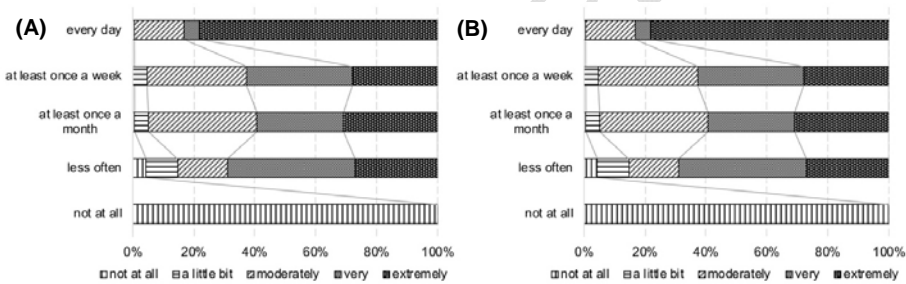 (A)
every day
at least once a week
at least once a
month
less often
not at all
0% 20% 40% 60% 80% 100%
not at all a little bit moderately very extremely
(B)
every day
at least once a week
at least once a
month
less often
not at all
0% 20% 40% 60% 80% 100%
not at all a little bit moderately very extremely